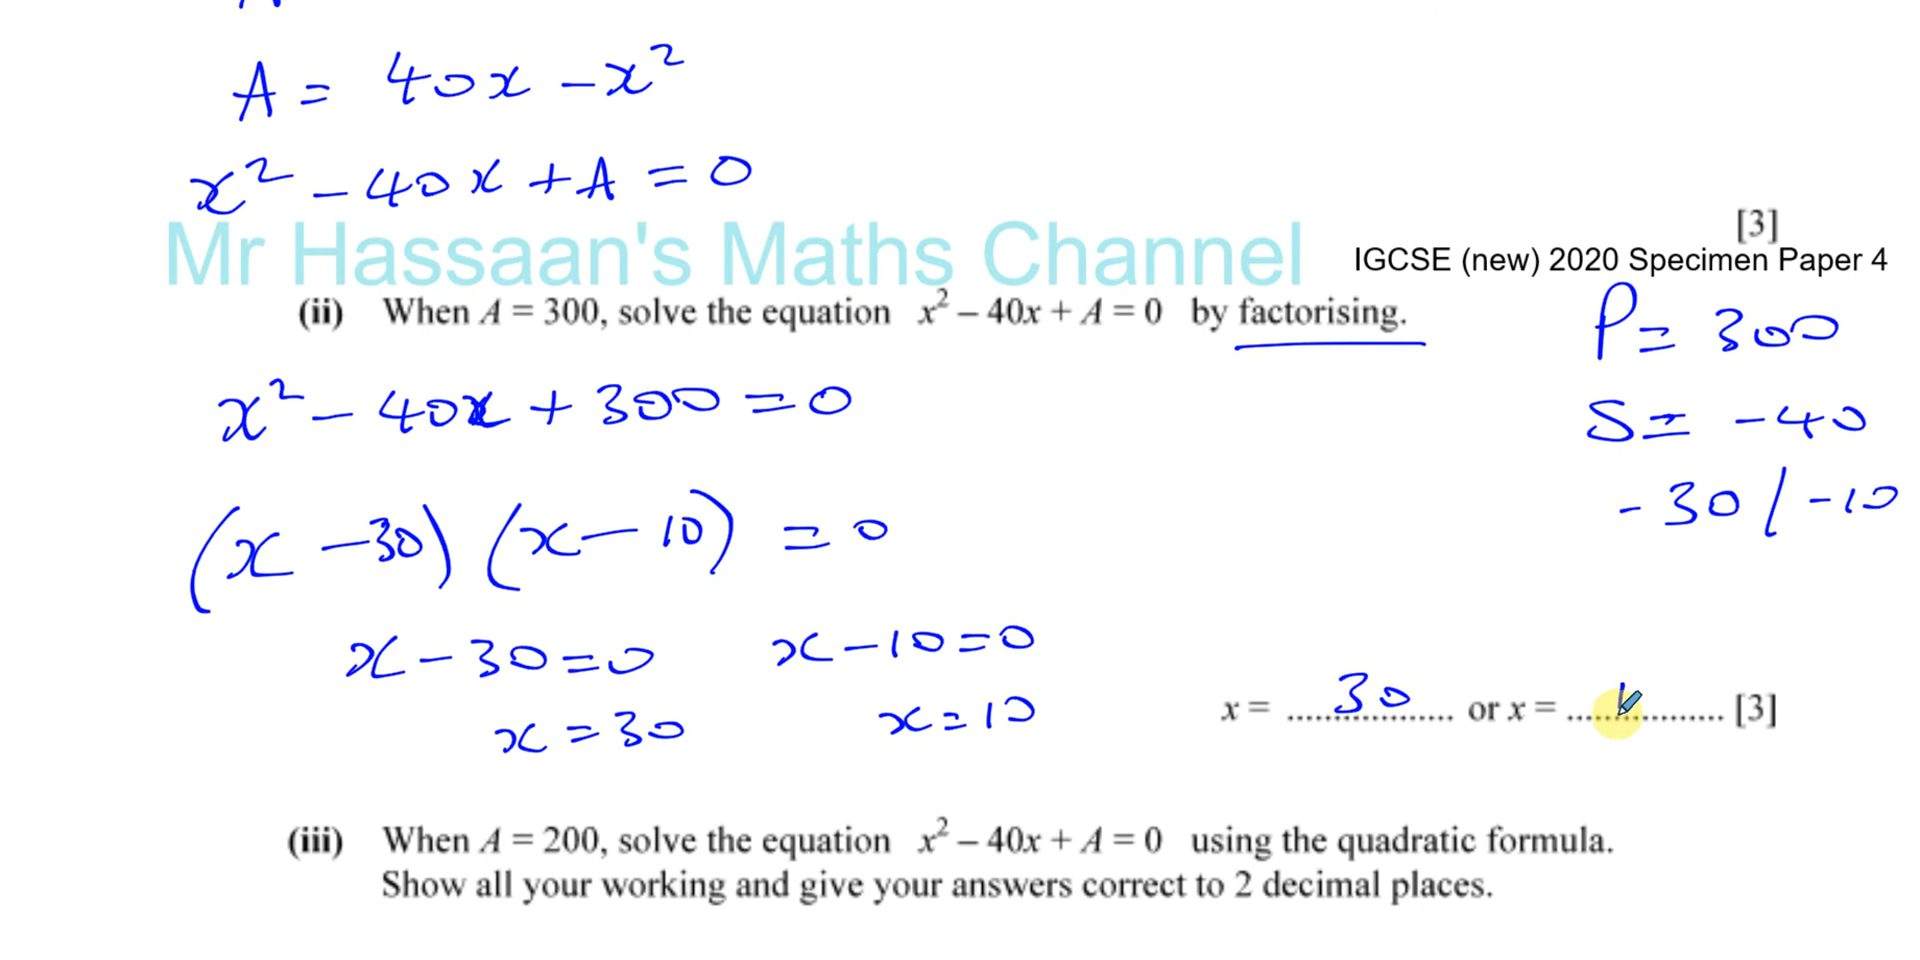 A = 40x - x²
x² - 40x + A = 0
[3]
Mr Hassaan's Maths Channel
IGCSE (new) 2020 Specimen Paper 4
(ii) When A = 300, solve the equation x² – 40x + A = 0 by factorising.
P = 300
x² - 40x + 300 = 0
S = -40
-30 / -10
(x - 30) (x - 10) = 0
x - 30 = 0 x - 10 = 0
x = 30 x = 10
x = 30 or x = ................ [3]
(iii) When A = 200, solve the equation x² – 40x + A = 0 using the quadratic formula.
Show all your working and give your answers correct to 2 decimal places.